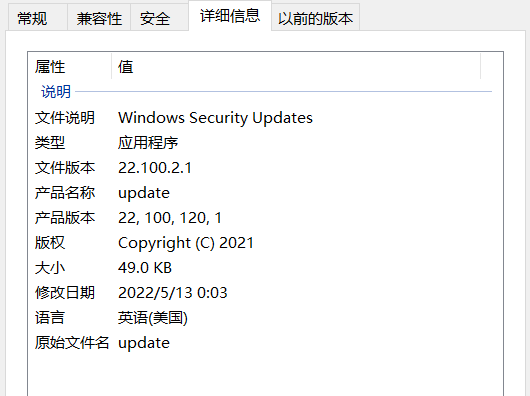 常规 兼容性 安全 详细信息 以前的版本
属性 值
说明
文件说明 Windows Security Updates
类型 应用程序
文件版本 22.100.2.1
产品名称 update
产品版本 22, 100, 120, 1
版权 Copyright (C) 2021
大小 49.0 KB
修改日期 2022/5/13 0:03
语言 英语(美国)
原始文件名 update